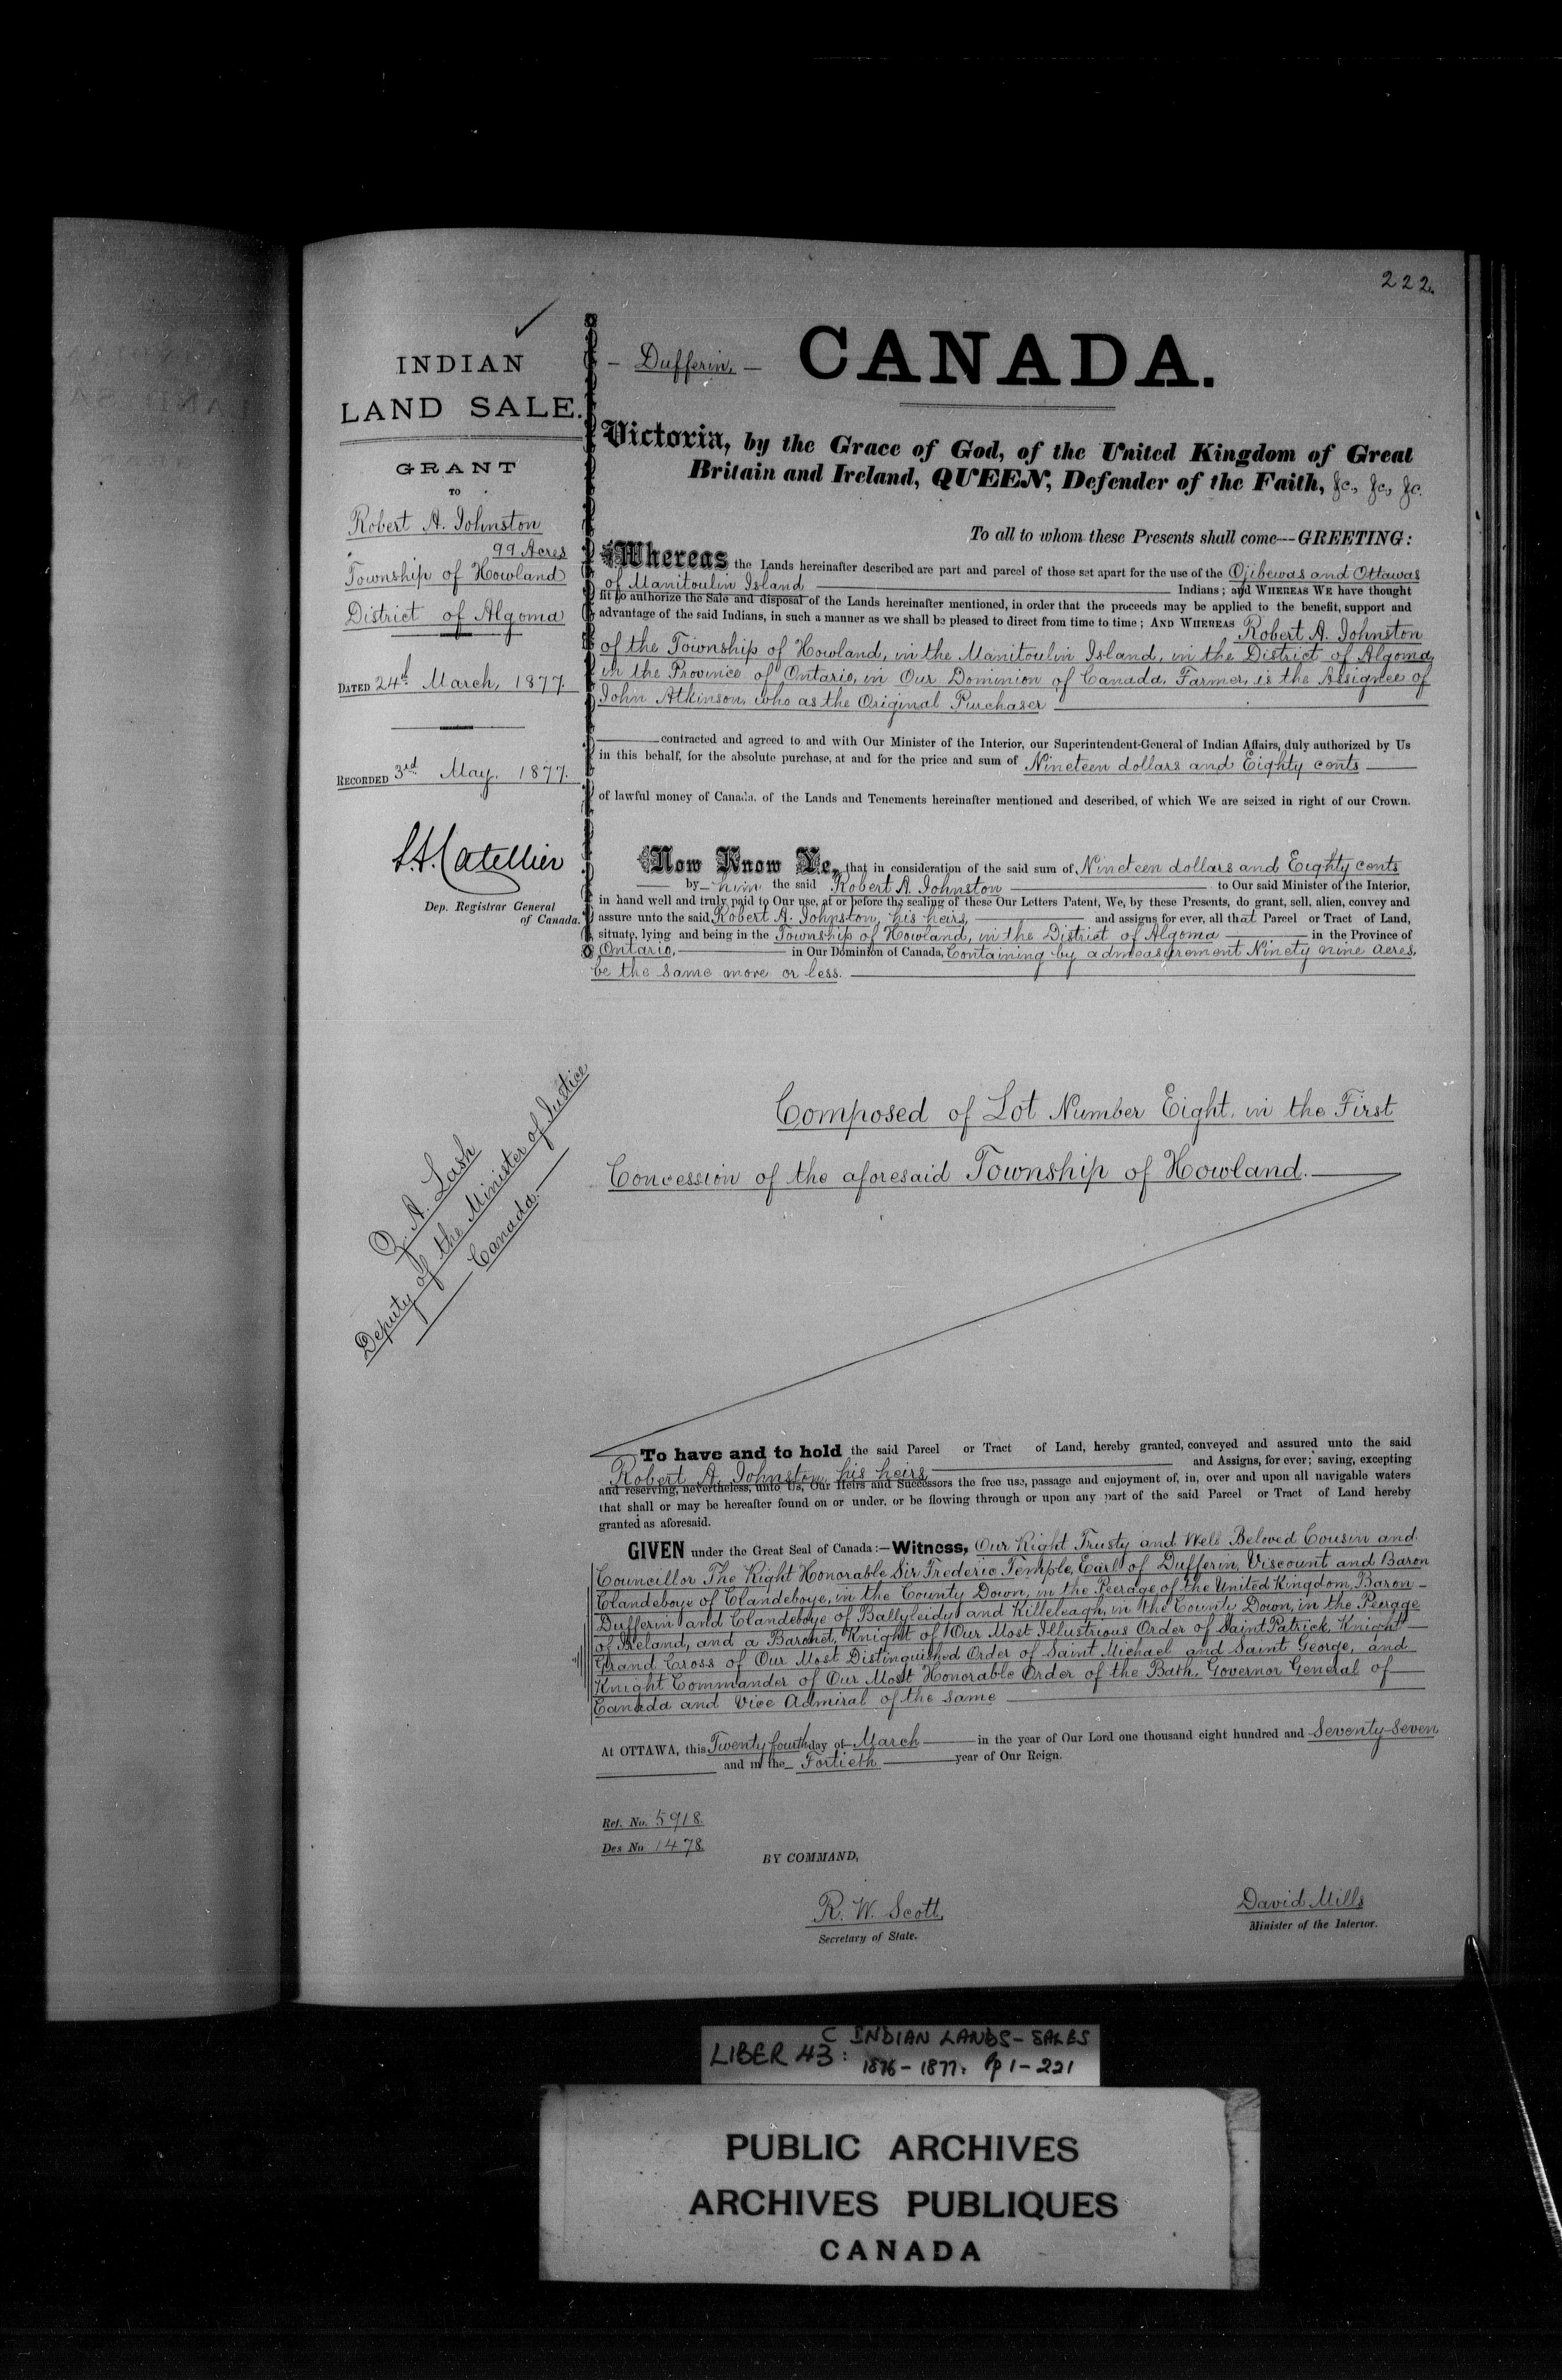 222.
INDIAN
LAND SALE.
GRANT
TO
Robert A. Johnston
99 Acres
Township of Howland
District of Algoma
DATED 24th March, 1877.
RECORDED 3rd May, 1877.
L.A. Catellier
Dep. Registrar General
of Canada.
Z. A. Lash
Deputy of the Minister of Justice
Canada.
- Dufferin, -
CANADA.
Victoria, by the Grace of God, of the United Kingdom of Great
Britain and Ireland, QUEEN, Defender of the Faith, &c., &c., &c.
To all to whom these Presents shall come--GREETING:
Whereas the Lands hereinafter described are part and parcel of those set apart for the use of the Ojibewas and Ottawas
of Manitoulin Island Indians; and WHEREAS WE have thought
fit to authorize the Sale and disposal of the Lands hereinafter mentioned, in order that the proceeds may be applied to the benefit, support and
advantage of the said Indians, in such a manner as we shall be pleased to direct from time to time; AND WHEREAS Robert A. Johnston
of the Township of Howland, in the Manitoulin Island, in the District of Algoma,
in the Province of Ontario, in Our Dominion of Canada, Farmer, is the Assignee of
John Atkinson, who as the Original Purchaser
contracted and agreed to and with Our Minister of the Interior, our Superintendent-General of Indian Affairs, duly authorized by Us
in this behalf, for the absolute purchase, at and for the price and sum of Nineteen dollars and Eighty cents
of lawful money of Canada, of the Lands and Tenements hereinafter mentioned and described, of which We are seized in right of our Crown.
Now Know Ye, that in consideration of the said sum of Nineteen dollars and Eighty cents
by him the said Robert A. Johnston to Our said Minister of the Interior,
in hand well and truly paid to Our use, at or before the sealing of these Our Letters Patent, We, by these Presents, do grant, sell, alien, convey and
assure unto the said Robert A. Johnston, his heirs, and assigns for ever, all that Parcel or Tract of Land,
situate, lying and being in the Township of Howland, in the District of Algoma in the Province of
Ontario, in Our Dominion of Canada, Containing by admeasurement Ninety nine acres,
be the same more or less.
Composed of Lot Number Eight, in the First
Concession of the aforesaid Township of Howland.
To have and to hold the said Parcel or Tract of Land, hereby granted, conveyed and assured unto the said
Robert A. Johnston, his heirs and Assigns, for ever; saving, excepting
and reserving, nevertheless, unto Us, Our Heirs and Successors the free use, passage and enjoyment of, in, over and upon all navigable waters
that shall or may be hereafter found on or under, or be flowing through or upon any part of the said Parcel or Tract of Land hereby
granted as aforesaid.
GIVEN under the Great Seal of Canada:—Witness, Our Right Trusty and Well Beloved Cousin and
Councillor The Right Honorable Sir Frederic Temple, Earl of Dufferin, Viscount and Baron
Clandeboye of Clandeboye, in the County Down, in the Peerage of the United Kingdom, Baron
Dufferin and Clandeboye of Ballyleidy and Killeleagh, in the County Down, in the Peerage
of Ireland, and a Baronet, Knight of Our Most Illustrious Order of Saint Patrick, Knight
Grand Cross of Our Most Distinguished Order of Saint Michael and Saint George, and
Knight Commander of Our Most Honorable Order of the Bath. Governor General of
Canada and Vice Admiral of the same
At OTTAWA, this Twenty fourth day of March in the year of Our Lord one thousand eight hundred and Seventy-Seven
and in the Fortieth year of Our Reign.
Ref. No. 5918.
Des No 1478.
BY COMMAND,
R. W. Scott,
Secretary of State.
David Mills
Minister of the Interior.
LIBER 43: C INDIAN LANDS - SALES
1876 - 1877: pp 1 - 221
PUBLIC ARCHIVES
ARCHIVES PUBLIQUES
CANADA